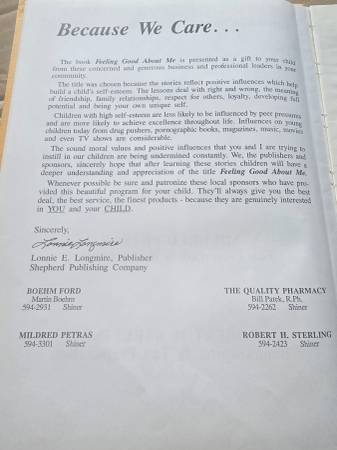 Because We Care. . .
The book Feeling Good About Me is presented as a gift to your child
from these concerned and generous business and professional leaders in your
community.
The title was chosen because the stories reflect positive influences which help
build a child's self-esteem. The lessons deal with right and wrong, the meaning
of friendship, family relationships, respect for others, loyalty, developing full
potential and being your own unique self.
Children with high self-esteem are less likely to be influenced by peer pressures
and are more likely to achieve excellence throughout life. Influences on young
children today from drug pushers, pornographic books, magazines, music, movies
and even TV shows are considerable.
The sound moral values and positive influences that you and I are trying to
instill in our children are being undermined constantly. We, the publishers and
sponsors, sincerely hope that after learning these stories children will have a
deeper understanding and appreciation of the title Feeling Good About Me.
Whenever possible be sure and patronize these local sponsors who have pro-
vided this beautiful program for your child. They'll always give you the best
deal, the best service, the finest products - because they are genuinely interested
in YOU and your CHILD.
Sincerely,
Lonnie Longmire
Lonnie E. Longmire, Publisher
Shepherd Publishing Company
BOEHM FORD
Martin Boehm
594-2931 Shiner
THE QUALITY PHARMACY
Bill Patek, R.Ph.
594-2262 Shiner
MILDRED PETRAS
594-3301 Shiner
ROBERT H. STERLING
594-2423 Shiner